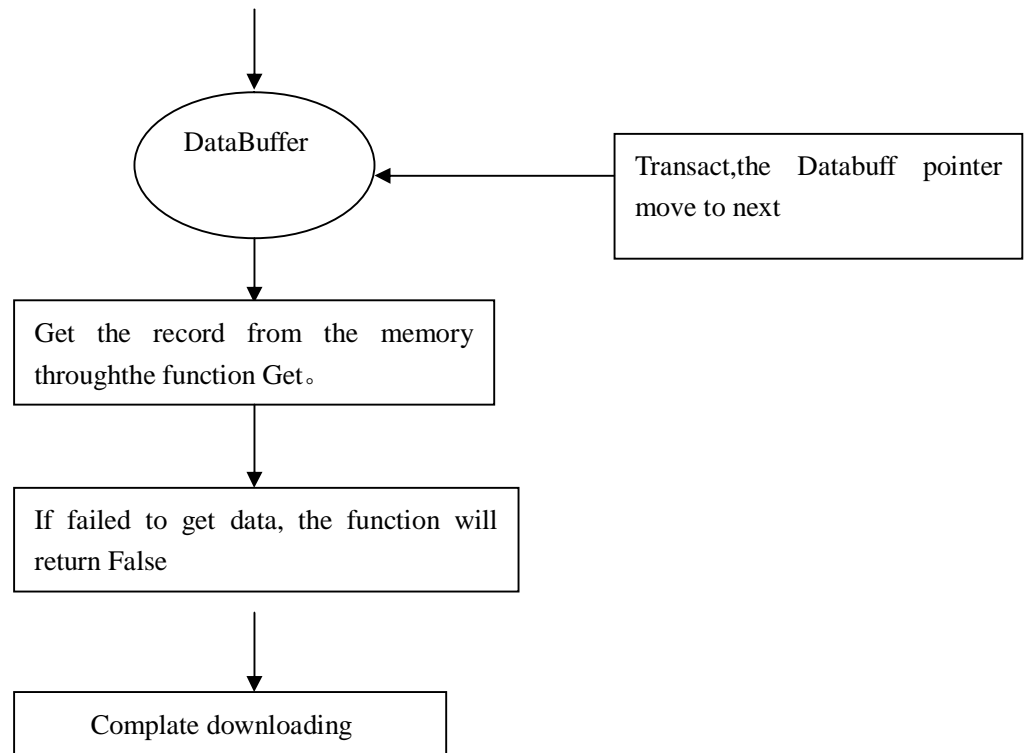 DataBuffer
Transact,the Databuff pointer
move to next
Get the record from the memory
throughthe function Get。
If failed to get data, the function will
return False
Complate downloading